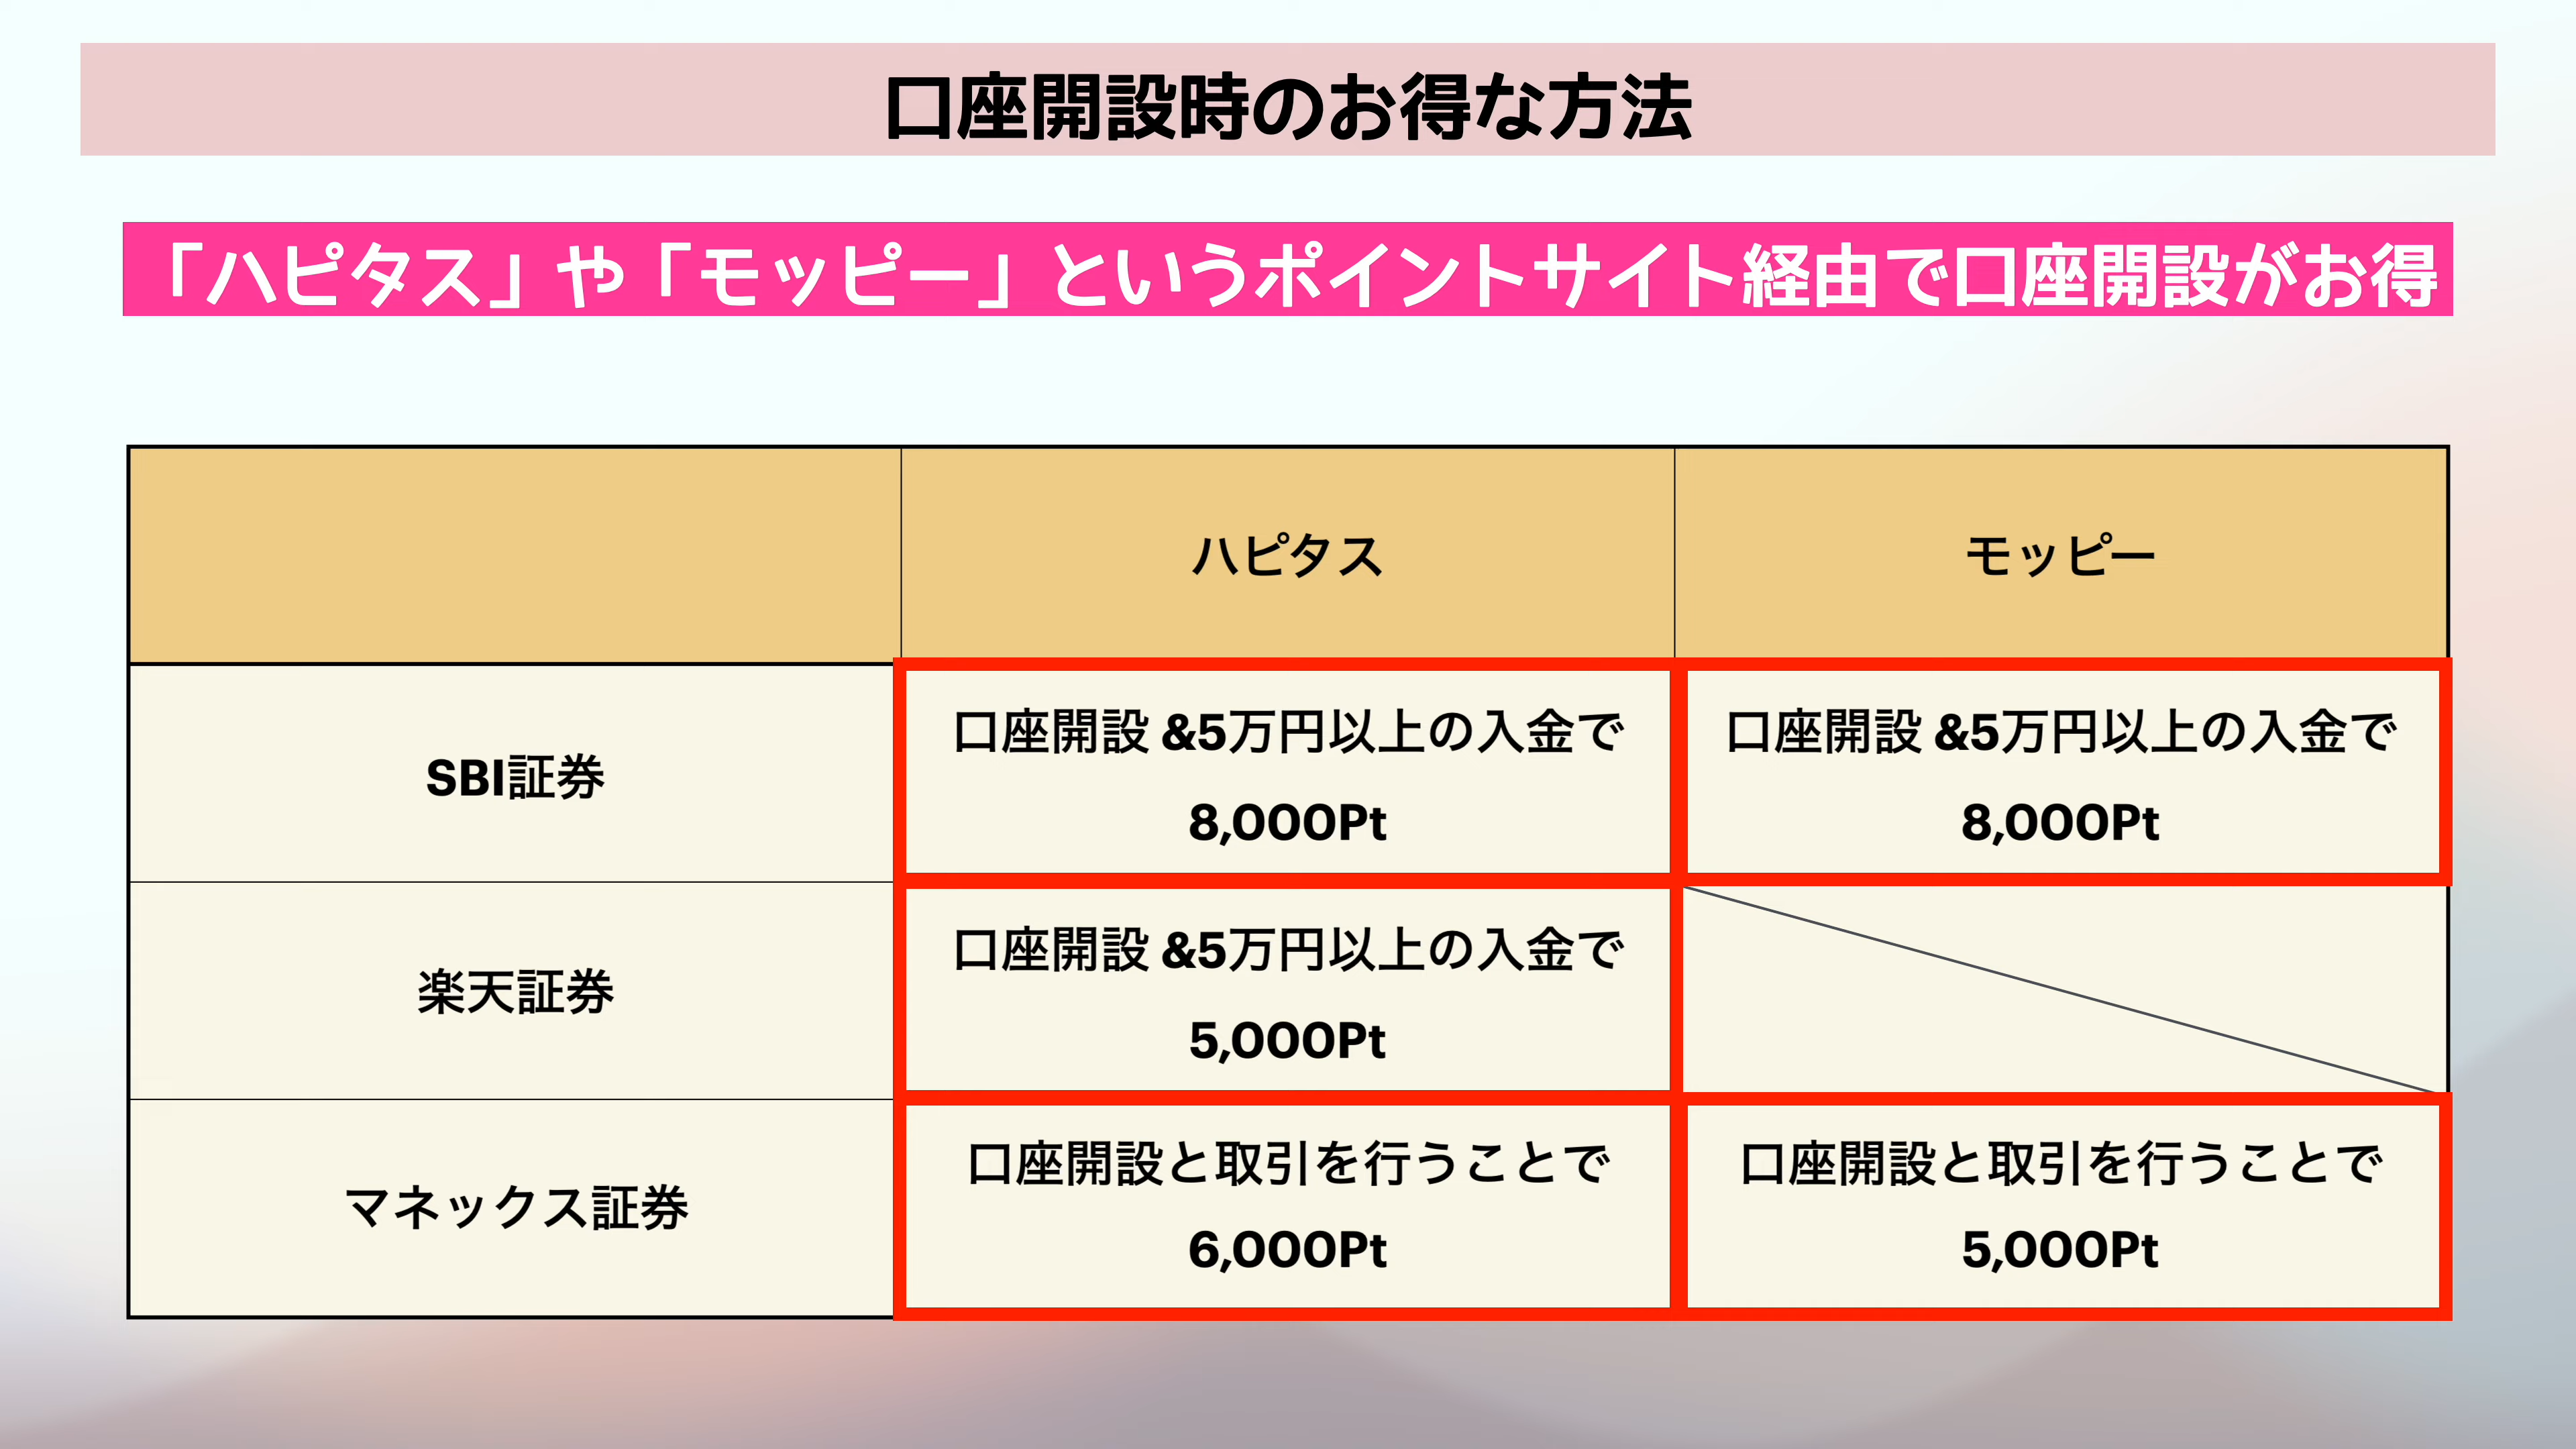 口座開設時のお得な方法
「ハピタス」や「モッピー」というポイントサイト経由で口座開設がお得
ハピタス
モッピー
SBI証券
口座開設 &5万円以上の入金で
8,000Pt
口座開設 &5万円以上の入金で
8,000Pt
楽天証券
口座開設 &5万円以上の入金で
5,000Pt
マネックス証券
口座開設と取引を行うことで
6,000Pt
口座開設と取引を行うことで
5,000Pt